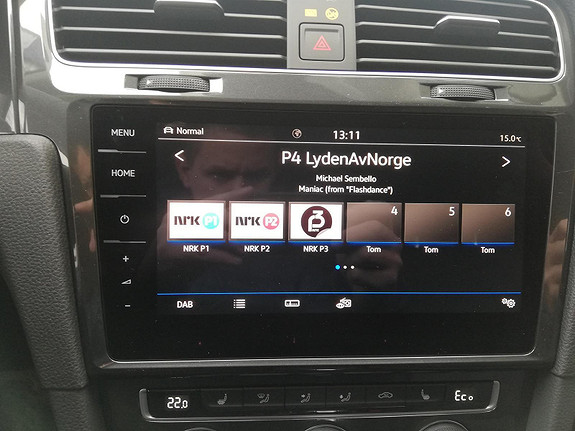 MENU
Normal
13:11
15.0°C
HOME
< P4 LydenAvNorge >
Michael Sembello
Maniac (from "Flashdance")
NRK P1
NRK P2
P3
4
5
6
NRK P1
NRK P2
NRK P3
Tom
Tom
Tom
+
−
DAB
22.0
Eco